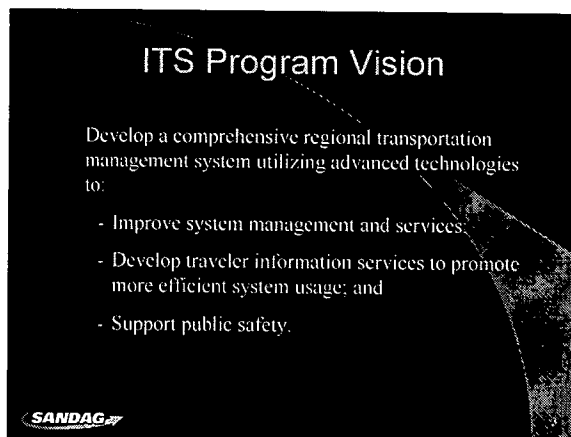 ITS Program Vision
Develop a comprehensive regional transportation
management system utilizing advanced technologies
to:
- Improve system management and services;
- Develop traveler information services to promote
more efficient system usage; and
- Support public safety.
SANDAG